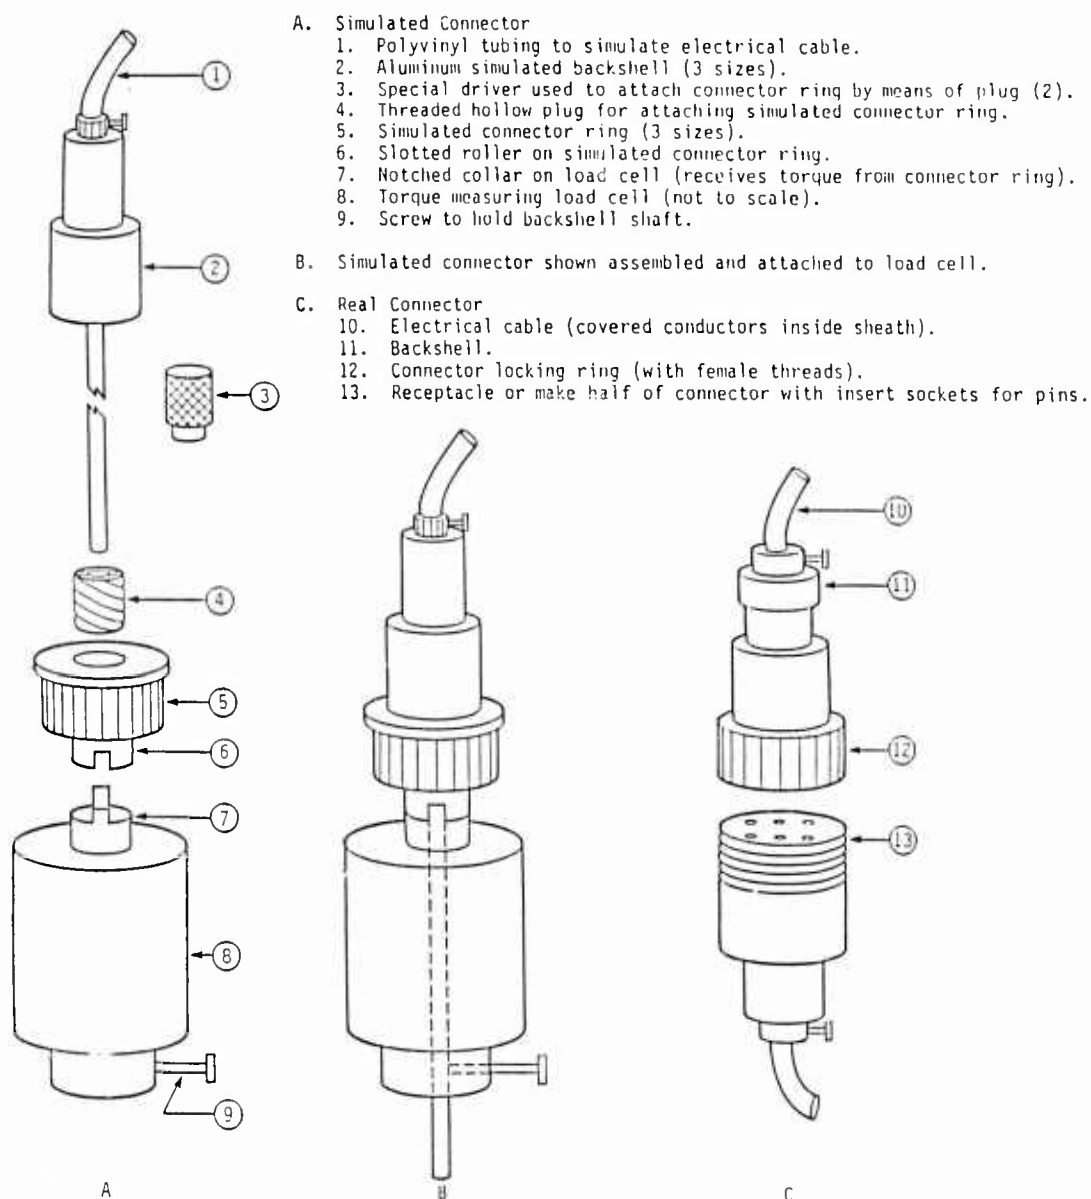 A. Simulated Connector
1. Polyvinyl tubing to simulate electrical cable.
2. Aluminum simulated backshell (3 sizes).
3. Special driver used to attach connector ring by means of plug (2).
4. Threaded hollow plug for attaching simulated connector ring.
5. Simulated connector ring (3 sizes).
6. Slotted roller on simulated connector ring.
7. Notched collar on load cell (receives torque from connector ring).
8. Torque measuring load cell (not to scale).
9. Screw to hold backshell shaft.
B. Simulated connector shown assembled and attached to load cell.
C. Real Connector
10. Electrical cable (covered conductors inside sheath).
11. Backshell.
12. Connector locking ring (with female threads).
13. Receptacle or make half of connector with insert sockets for pins.
1
2
3
4
5
6
7
8
9
10
11
12
13
A
B
C